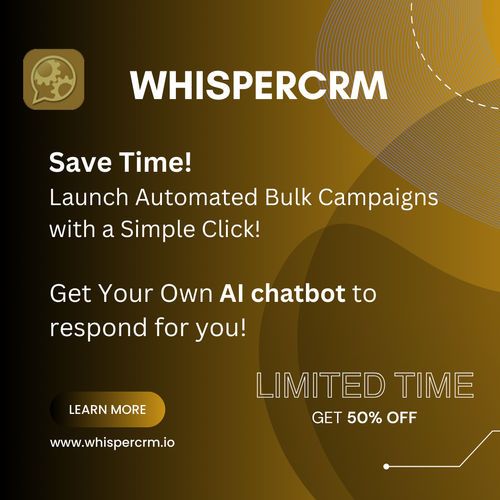 WHISPERCRM
Save Time!
Launch Automated Bulk Campaigns
with a Simple Click!
Get Your Own AI chatbot to
respond for you!
LIMITED TIME
GET 50% OFF
LEARN MORE
www.whispercrm.io